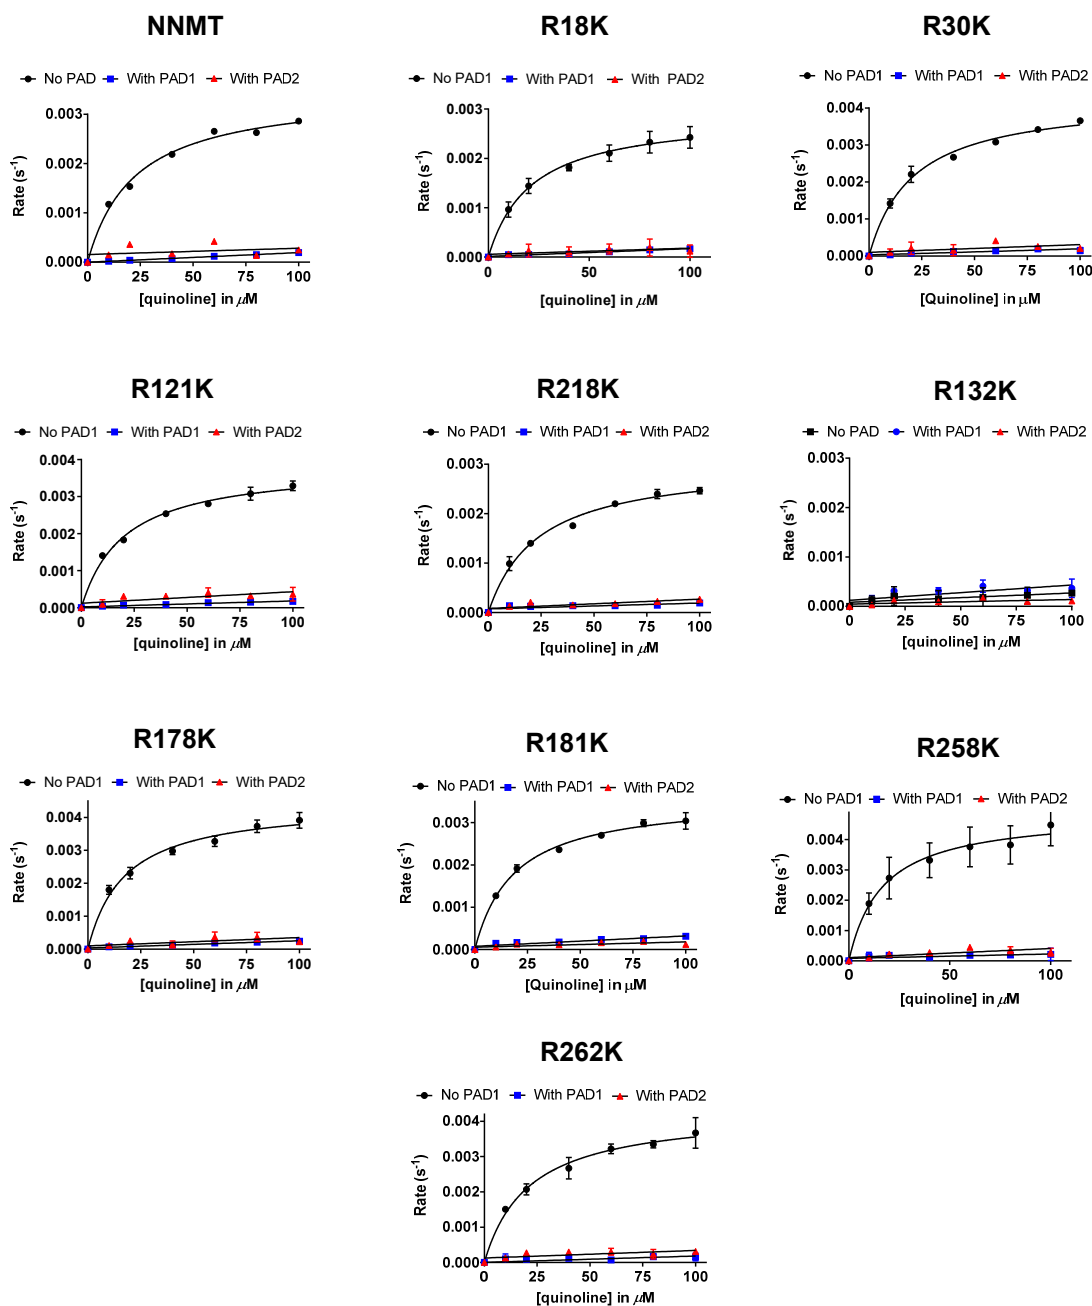 NNMT
No PAD With PAD1 With PAD2
0.003
0.002
0.001
0.000
Rate (s-1)
0 25 50 75 100
[quinoline] in µM
R18K
No PAD1 With PAD1 With PAD2
0.003
0.002
0.001
0.000
Rate (s-1)
0 50 100
[quinoline] in µM
R30K
No PAD1 With PAD1 With PAD2
0.004
0.003
0.002
0.001
0.000
Rate (s-1)
0 25 50 75 100
[Quinoline] in µM
R121K
No PAD1 With PAD1 With PAD2
0.004
0.003
0.002
0.001
0.000
Rate (s-1)
0 25 50 75 100
[quinoline] in µM
R218K
No PAD1 With PAD1 With PAD2
0.003
0.002
0.001
0.000
Rate (s-1)
0 25 50 75 100
[quinoline] in µM
R132K
No PAD With PAD1 With PAD2
0.003
0.002
0.001
0.000
Rate (s-1)
0 25 50 75 100
[quinoline] in µM
R178K
No PAD1 With PAD1 With PAD2
0.004
0.003
0.002
0.001
0.000
Rate (s-1)
0 25 50 75 100
[quinoline] in µM
R181K
No PAD1 With PAD1 With PAD2
0.003
0.002
0.001
0.000
Rate (s-1)
0 25 50 75 100
[Quinoline] in µM
R258K
No PAD1 With PAD1 With PAD2
0.004
0.003
0.002
0.001
0.000
Rate (s-1)
0 50 100
[quinoline] in µM
R262K
No PAD1 With PAD1 With PAD2
0.004
0.003
0.002
0.001
0.000
Rate (s-1)
0 25 50 75 100
[quinoline] in µM